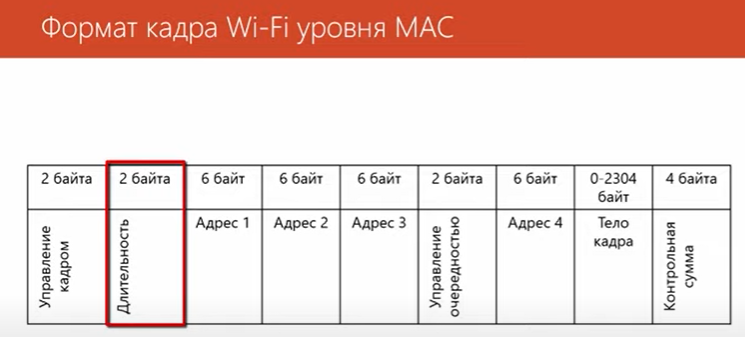 Формат кадра Wi-Fi уровня MAC
2 байта
2 байта
6 байт
6 байт
6 байт
2 байта
6 байт
0-2304
байт
4 байта
Управление
кадром
Длительность
Адрес 1
Адрес 2
Адрес 3
Управление
очередностью
Адрес 4
Тело
кадра
Контрольная
сумма